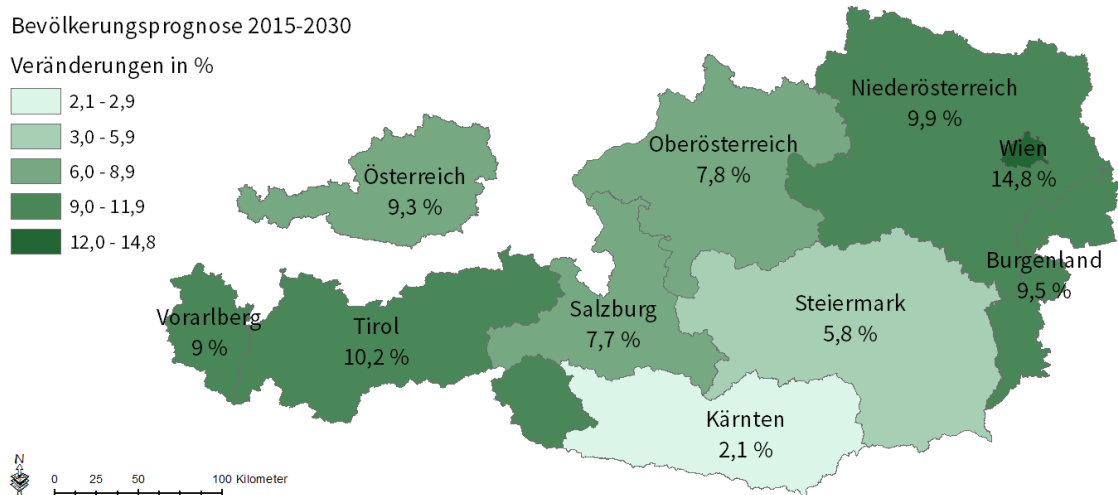 Bevölkerungsprognose 2015-2030
Veränderungen in %
2,1 - 2,9
3,0 - 5,9
6,0 - 8,9
9,0 - 11,9
12,0 - 14,8
Österreich
9,3 %
Niederösterreich
9,9 %
Oberösterreich
7,8 %
Wien
14,8 %
Burgenland
9,5 %
Steiermark
5,8 %
Salzburg
7,7 %
Vorarlberg
9 %
Tirol
10,2 %
Kärnten
2,1 %
N
0 25 50 100 Kilometer